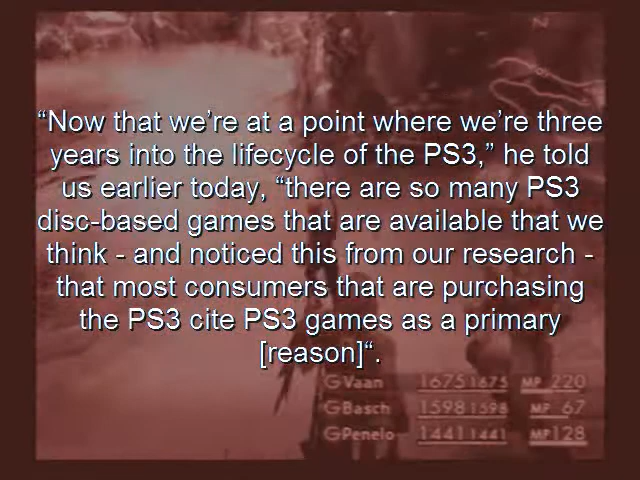 “Now that we’re at a point where we’re three
years into the lifecycle of the PS3,” he told
us earlier today, “there are so many PS3
disc-based games that are available that we
think - and noticed this from our research -
that most consumers that are purchasing
the PS3 cite PS3 games as a primary
[reason]“.
G Vaan 1675 1675 MP 220
G Basch 1598 1598 MP 67
G Penelo 1441 1441 MP 128
N